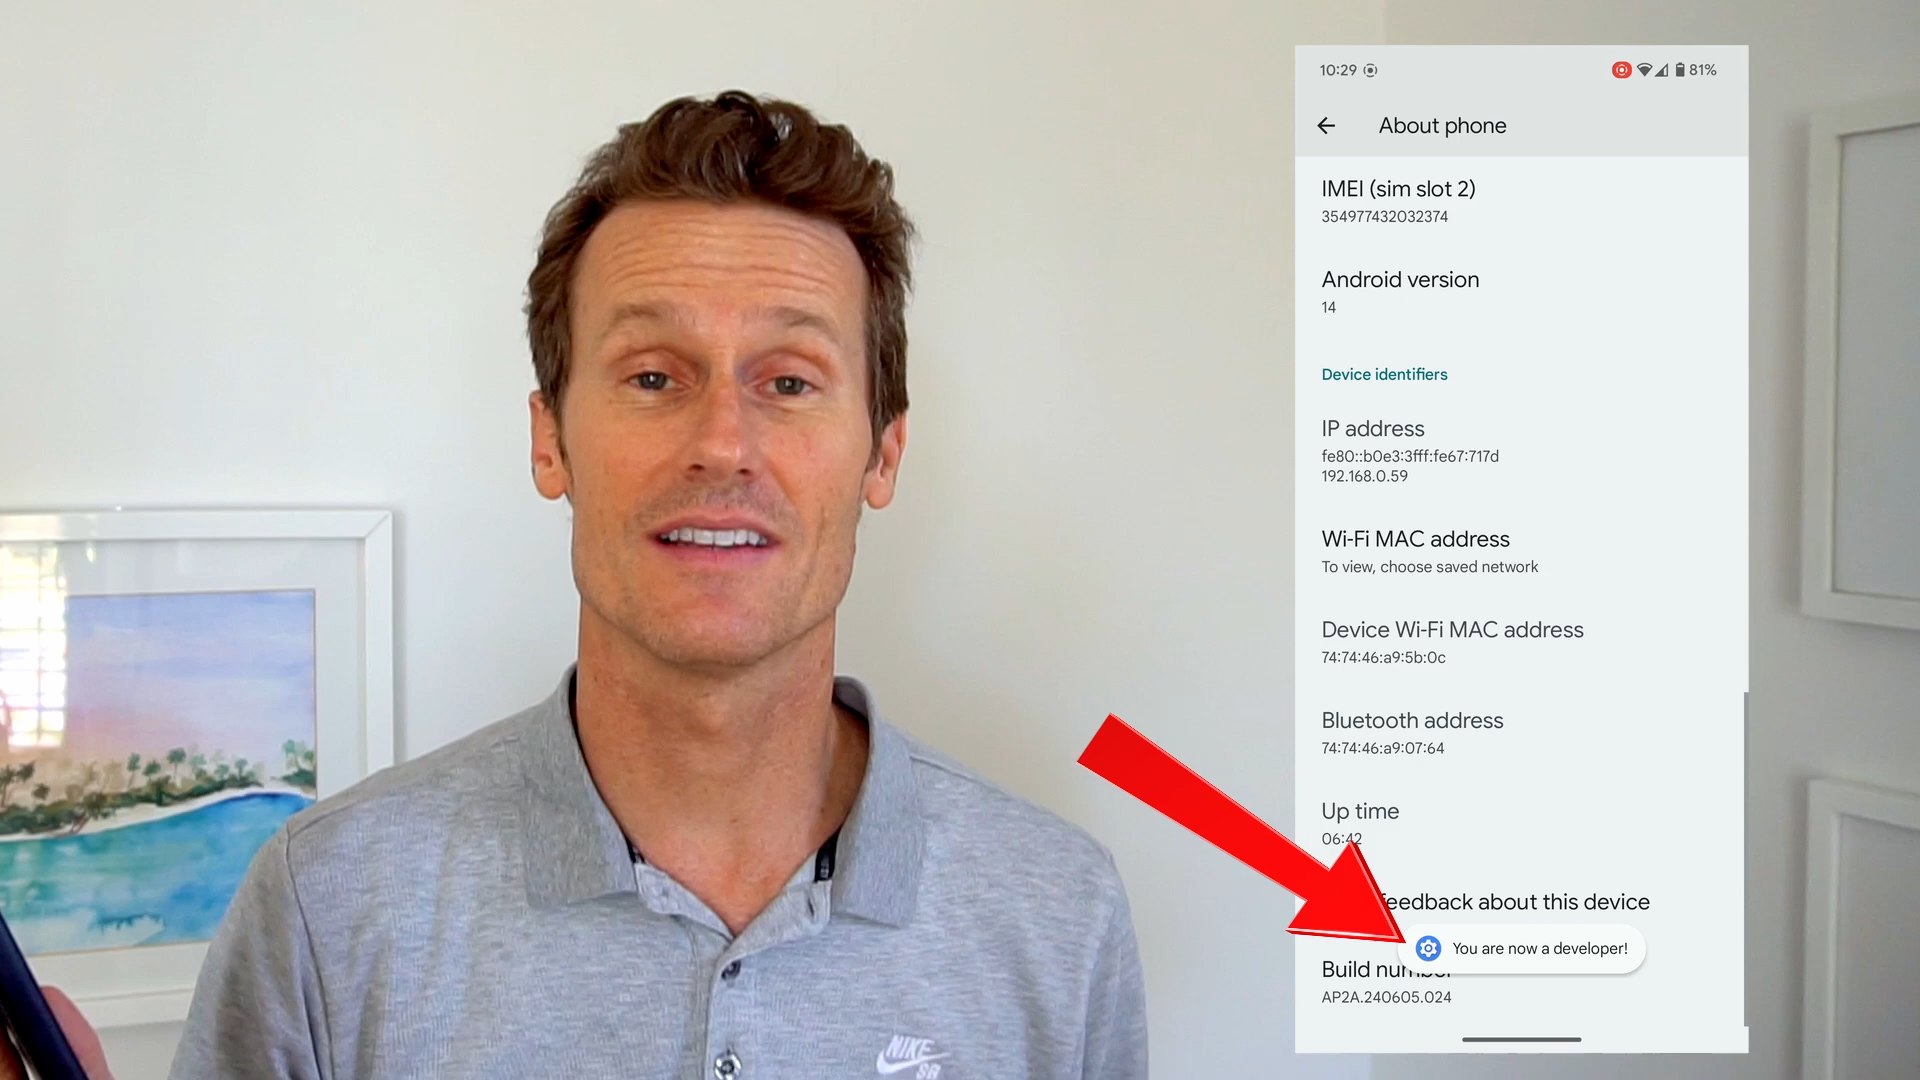 10:29
81%
About phone
IMEI (sim slot 2)
354977432032374
Android version
14
Device identifiers
IP address
fe80::b0e3:3fff:fe67:717d
192.168.0.59
Wi-Fi MAC address
To view, choose saved network
Device Wi-Fi MAC address
74:74:46:a9:5b:0c
Bluetooth address
74:74:46:a9:07:64
Up time
06:42
feedback about this device
You are now a developer!
Build number
AP2A.240605.024
NIKE
SB